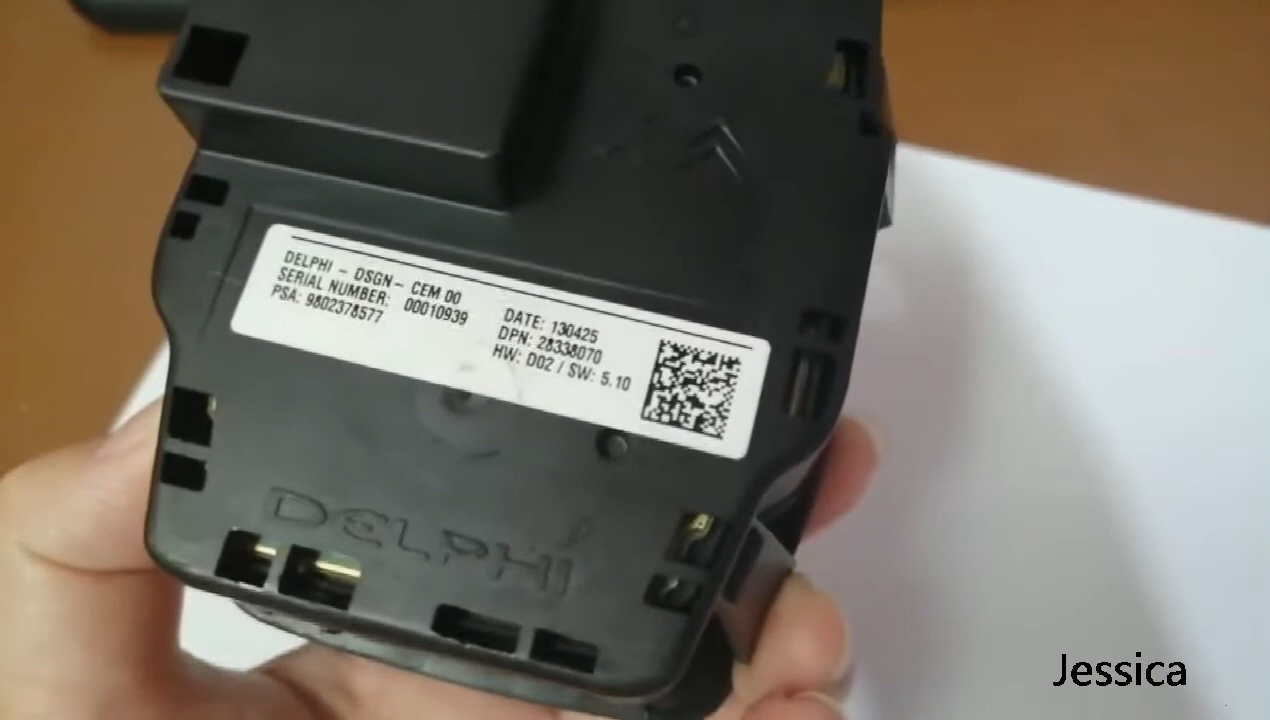 DELPHI - DSGN - CEM 00
SERIAL NUMBER: 00010939
PSA: 9802378577
DATE: 130425
DPN: 28338070
HW: D02 / SW: 5.10
DELPHI
Jessica